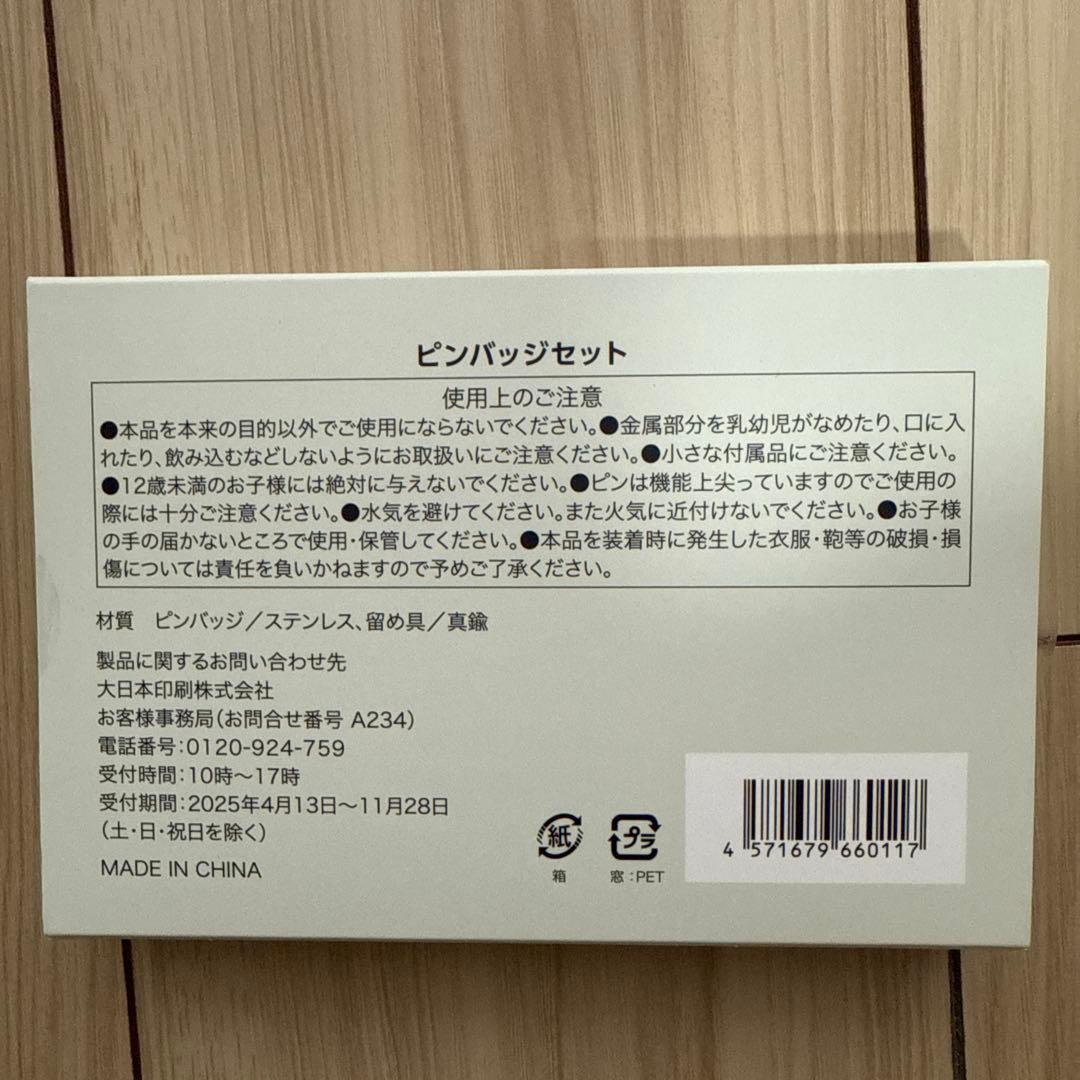 ピンバッジセット
使用上のご注意
●本品を本来の目的以外でご使用にならないでください。●金属部分を乳幼児がなめたり、口に入
れたり、飲み込むなどしないようにお取扱いにご注意ください。●小さな付属品にご注意ください。
●12歳未満のお子様には絶対に与えないでください。●ピンは機能上尖っていますのでご使用の
際には十分ご注意ください。●水気を避けてください。また火気に近付けないでください。●お子様
の手の届かないところで使用・保管してください。●本品を装着時に発生した衣服・鞄等の破損・損
傷については責任を負いかねますので予めご了承ください。
材質　ピンバッジ／ステンレス、留め具／真鍮
製品に関するお問い合わせ先
大日本印刷株式会社
お客様事務局（お問合せ番号 A234）
電話番号：0120-924-759
受付時間：10時～17時
受付期間：2025年4月13日～11月28日
（土・日・祝日を除く）
MADE IN CHINA
紙
箱
プラ
窓：PET
4 571679 660117